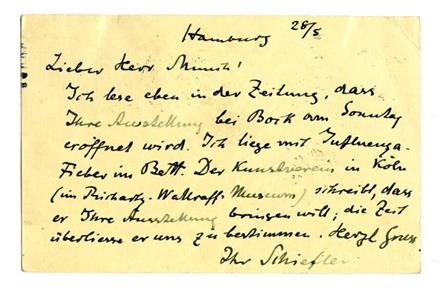 Hamburg 28/5
Lieber Herr Munch!
Ich lese eben in der Zeitung, dass
Ihre Ausstellung bei Bock am Sonntag
eröffnet wird. Ich liege mit Influenza-
Fieber im Bett. Der Kunstverein in Köln
(im Richartz-Wallraff-Museum) schreibt, dass
er Ihre Ausstellung bringen will; die Zeit
überliesse er uns zu bestimmen. Herzl Gruss
Ihr Schiefler